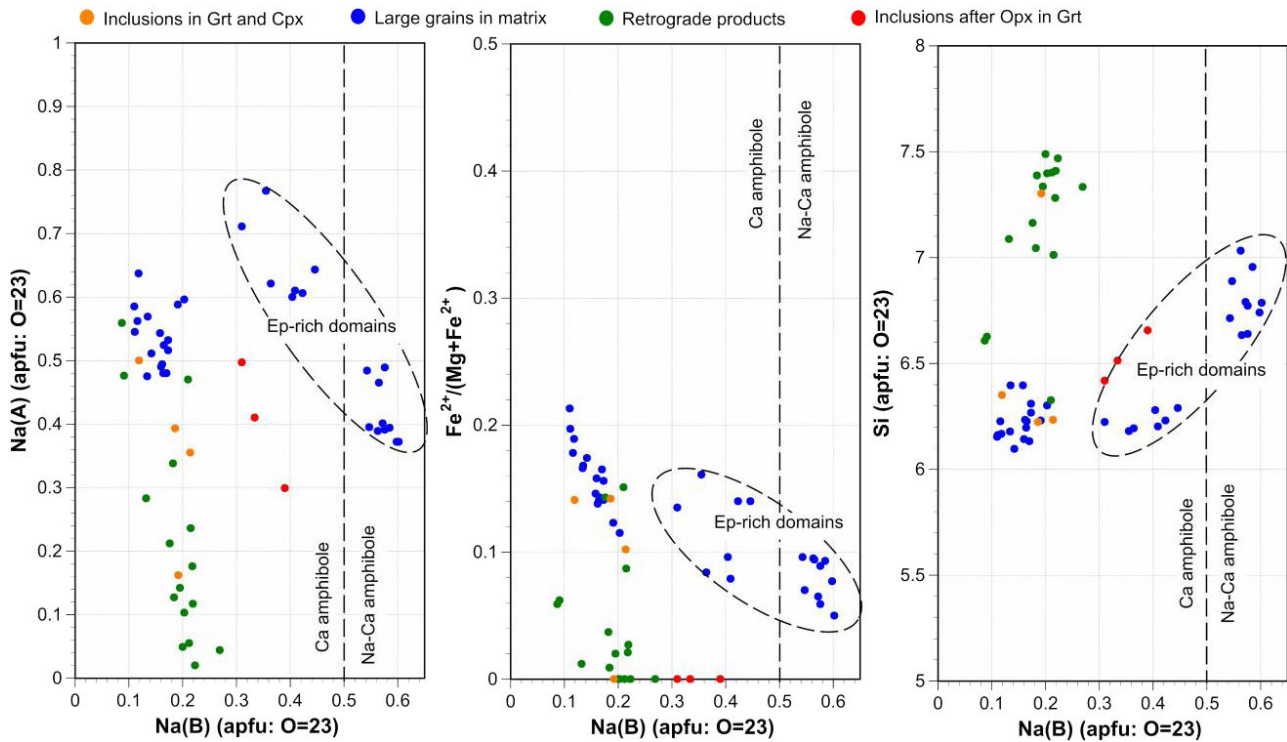 Inclusions in Grt and Cpx
Large grains in matrix
Retrograde products
Inclusions after Opx in Grt
Na(A) (apfu: O=23)
1
0.9
0.8
0.7
0.6
0.5
0.4
0.3
0.2
0.1
0
Ep-rich domains
Ca amphibole
Na-Ca amphibole
0
0.1
0.2
0.3
0.4
0.5
0.6
Na(B) (apfu: O=23)
Fe²⁺/(Mg+Fe²⁺)
0.5
0.4
0.3
0.2
0.1
0
Ca amphibole
Na-Ca amphibole
Ep-rich domains
0
0.1
0.2
0.3
0.4
0.5
0.6
Na(B) (apfu: O=23)
Si (apfu: O=23)
8
7.5
7
6.5
6
5.5
5
Ep-rich domains
Ca amphibole
Na-Ca amphibole
0
0.1
0.2
0.3
0.4
0.5
0.6
Na(B) (apfu: O=23)